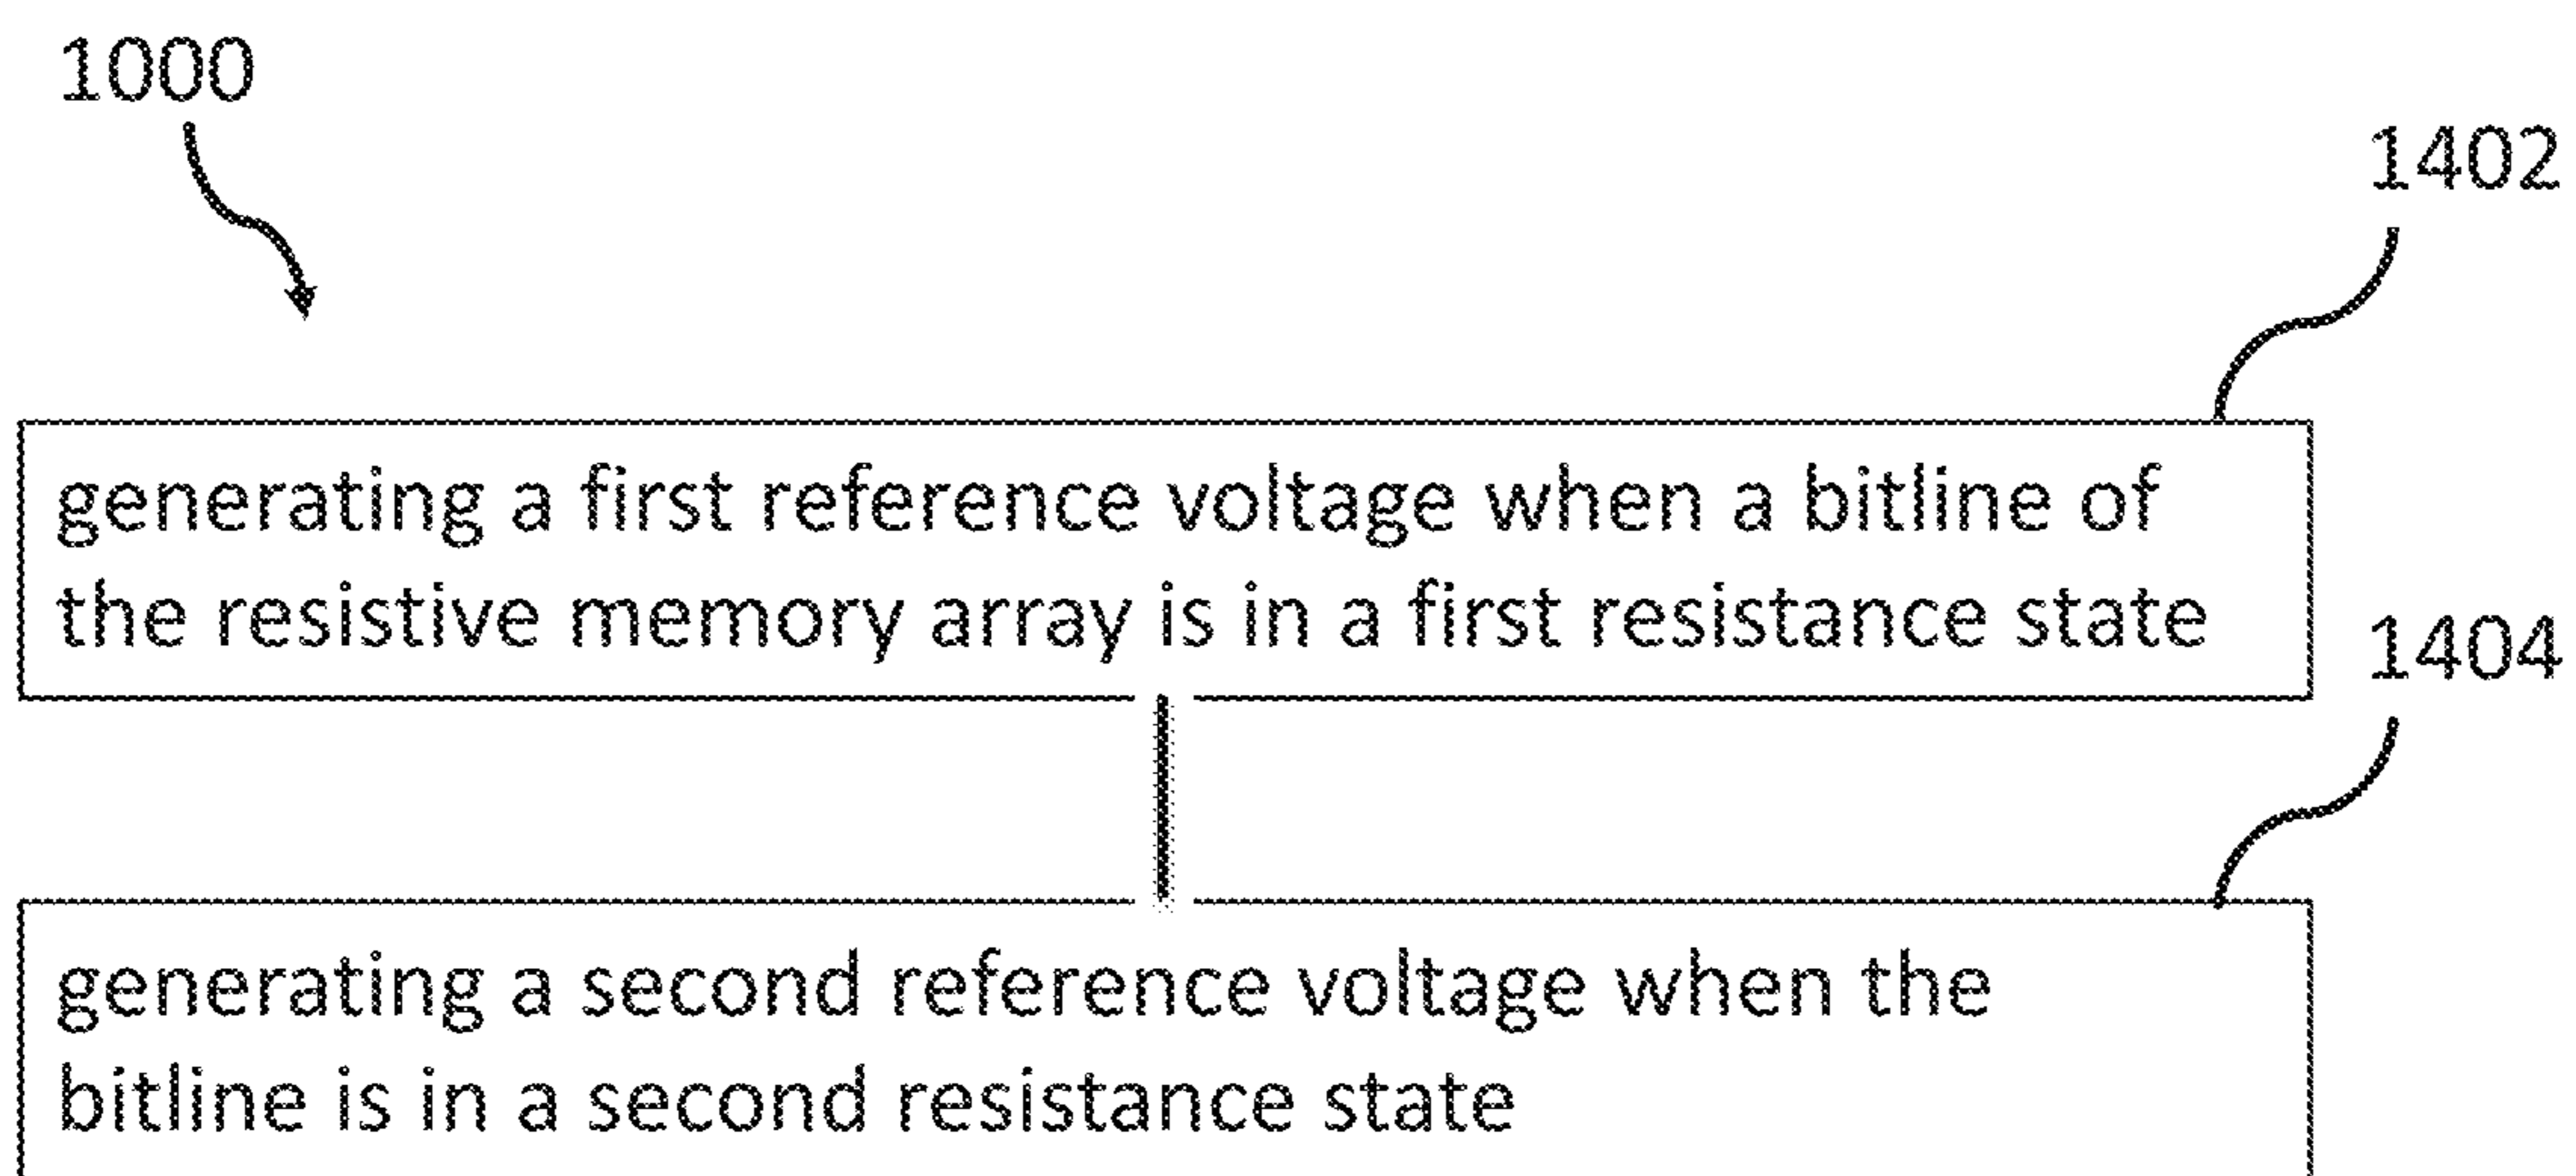 1000
1402
generating a first reference voltage when a bitline of
the resistive memory array is in a first resistance state
1404
generating a second reference voltage when the
bitline is in a second resistance state